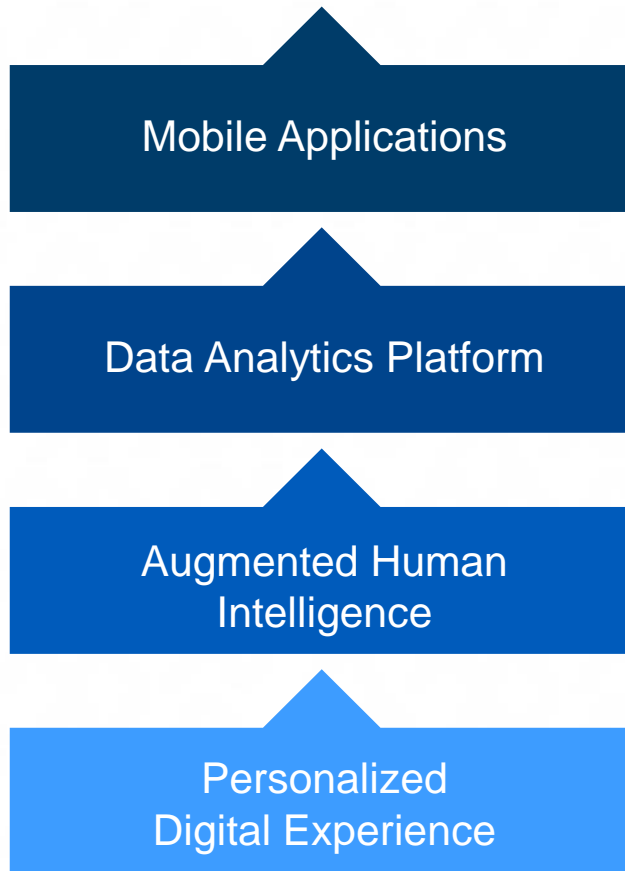 Mobile Applications
Data Analytics Platform
Augmented Human
Intelligence
Personalized
Digital Experience